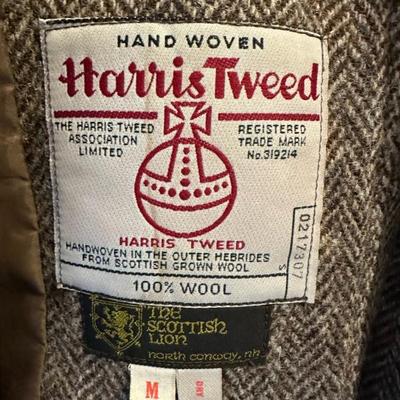 HAND WOVEN
Harris Tweed
THE HARRIS TWEED
ASSOCIATION
LIMITED
REGISTERED
TRADE MARK
No.319214
HARRIS TWEED
HANDWOVEN IN THE OUTER HEBRIDES
FROM SCOTTISH GROWN WOOL
100% WOOL
0217307
S
THE
SCOTTISH
LION
north conway, nh
M
DRY